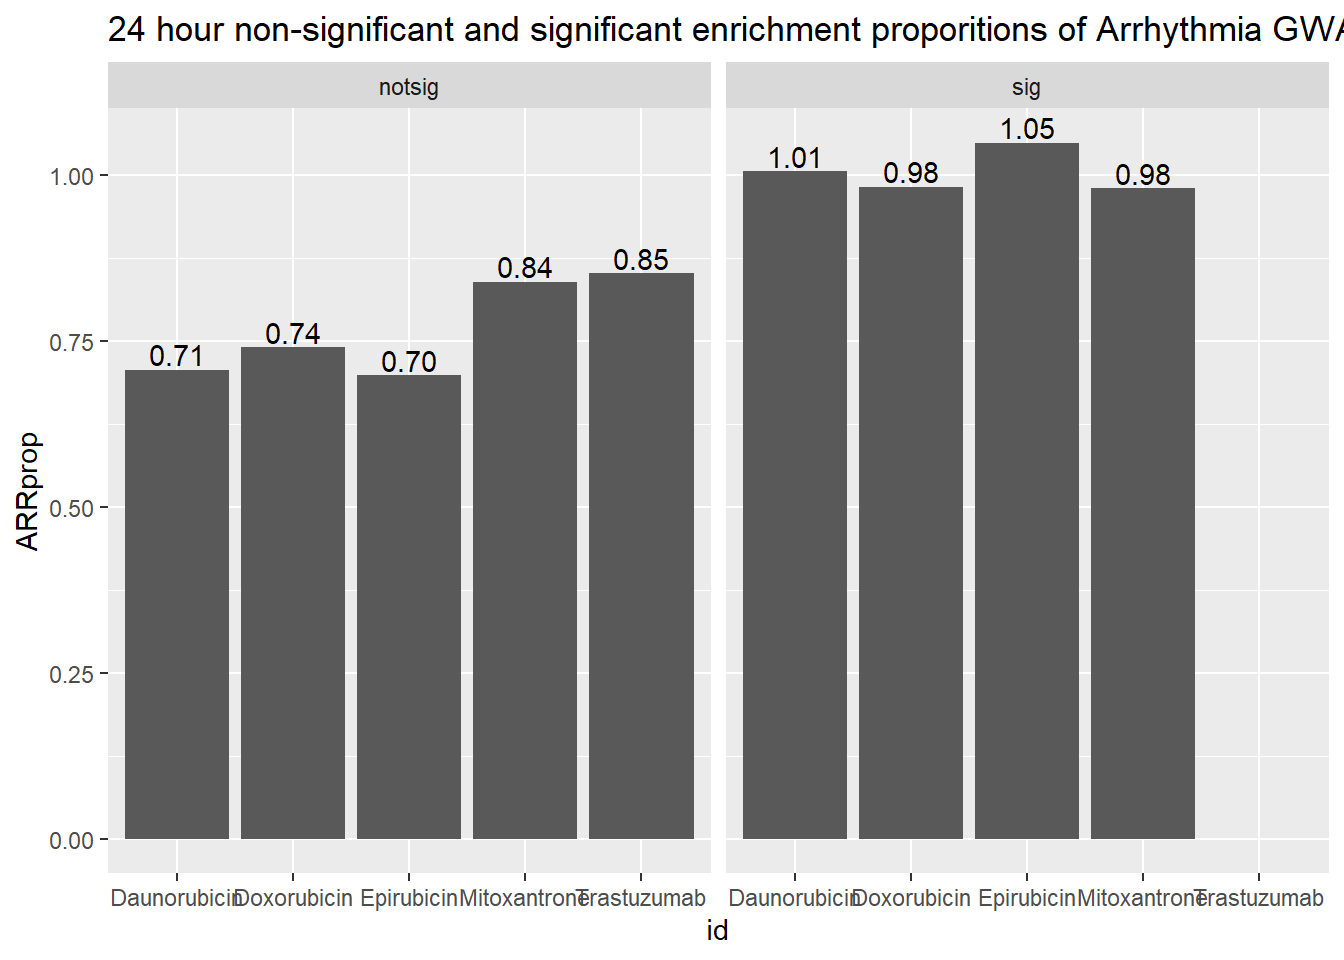 24 hour non-significant and significant enrichment proporitions of Arrhythmia GWA
notsig
sig
ARRprop
1.00
0.75
0.50
0.25
0.00
0.71
0.74
0.70
0.84
0.85
1.01
0.98
1.05
0.98
Daunorubicin
Doxorubicin
Epirubicin
Mitoxantrone
Trastuzumab
Daunorubicin
Doxorubicin
Epirubicin
Mitoxantrone
Trastuzumab
id